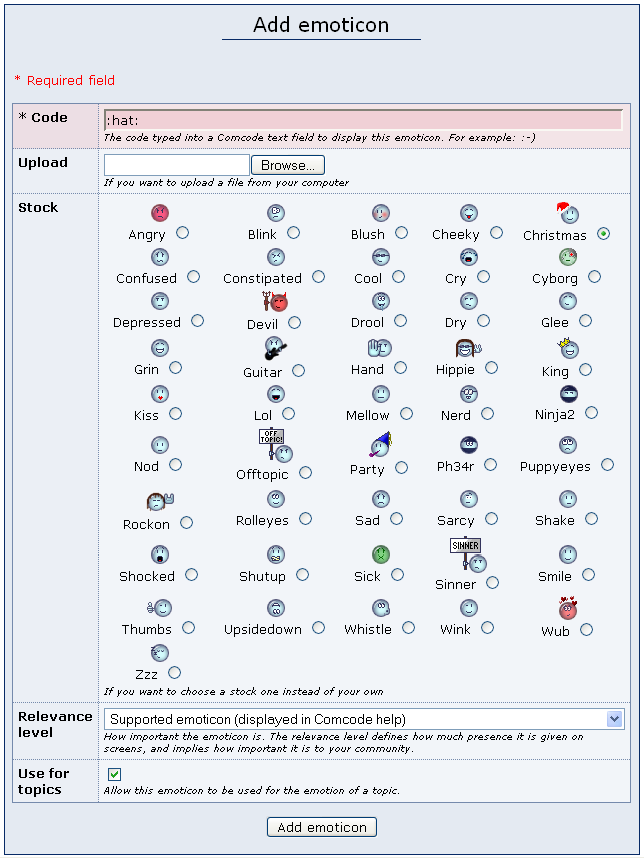 Add emoticon
* Required field
* Code
:hat:
The code typed into a Comcode text field to display this emoticon. For example: :-)
Upload
Browse...
If you want to upload a file from your computer
Stock
Angry Blink Blush Cheeky Christmas
Confused Constipated Cool Cry Cyborg
Depressed Devil Drool Dry Glee
Grin Guitar Hand Hippie King
Kiss Lol Mellow Nerd Ninja2
OFF
TOPIC!
Nod Offtopic Party Ph34r Puppyeyes
Rockon Rolleyes Sad Sarcy Shake
SINNER
Shocked Shutup Sick Sinner Smile
Thumbs Upsidedown Whistle Wink Wub
Zzz
If you want to choose a stock one instead of your own
Relevance
level
Supported emoticon (displayed in Comcode help)
How important the emoticon is. The relevance level defines how much presence it is given on
screens, and implies how important it is to your community.
Use for
topics
Allow this emoticon to be used for the emotion of a topic.
Add emoticon